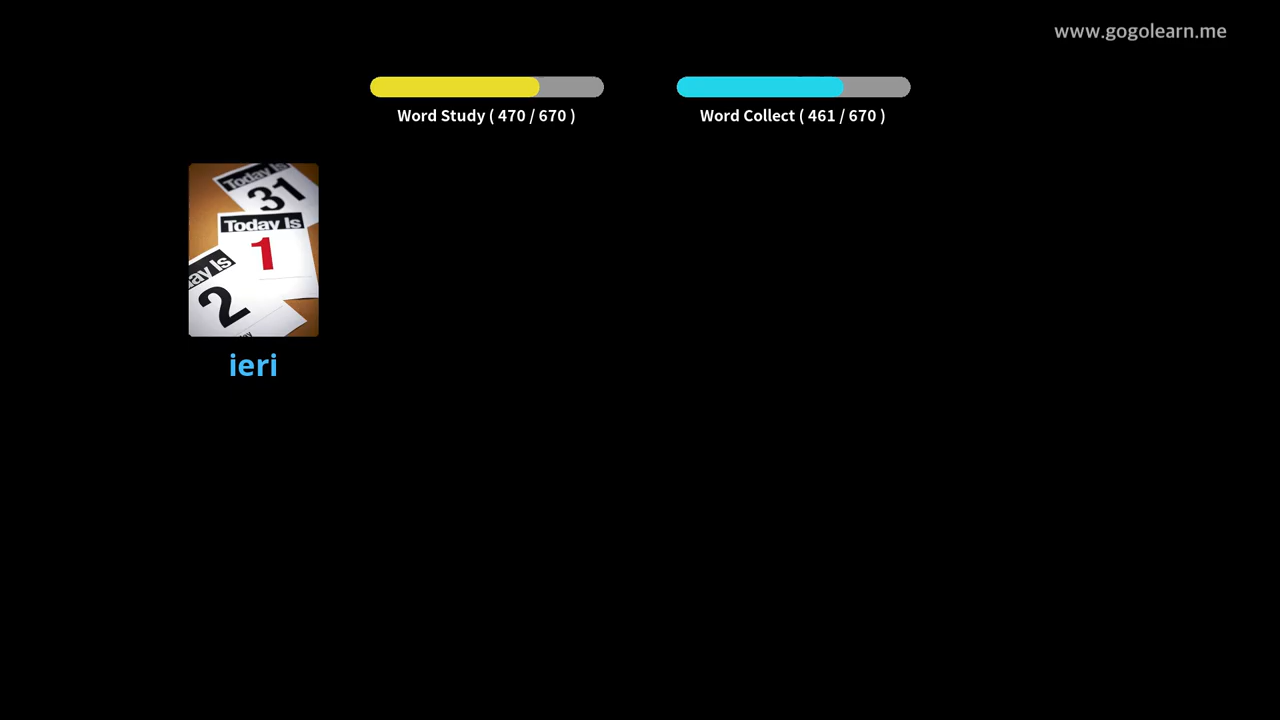 www.gogolearn.me
Word Study ( 470 / 670 )
Word Collect ( 461 / 670 )
Today Is
31
Today Is
1
ay Is
2
ieri